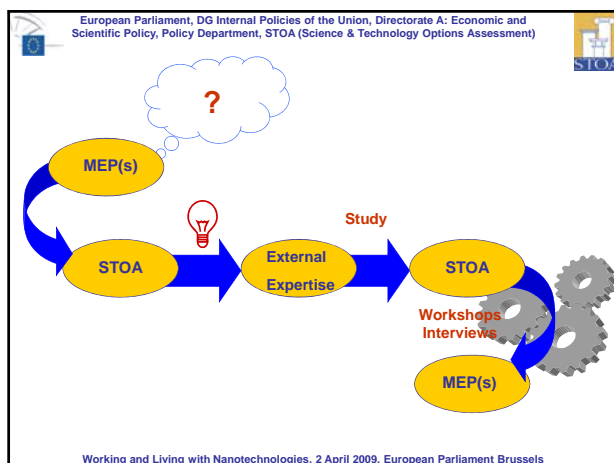 European Parliament, DG Internal Policies of the Union, Directorate A: Economic and
Scientific Policy, Policy Department, STOA (Science & Technology Options Assessment)
STOA
?
MEP(s)
Study
STOA
External
Expertise
STOA
Workshops
Interviews
MEP(s)
Working and Living with Nanotechnologies, 2 April 2009, European Parliament Brussels